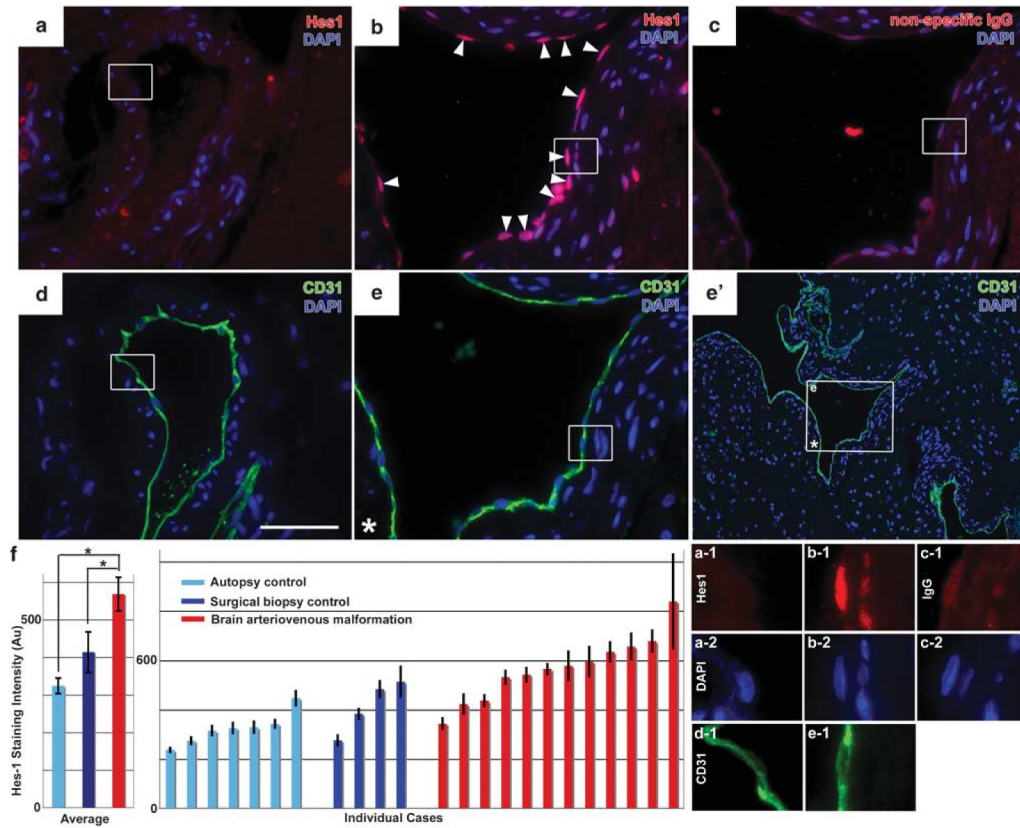 a
Hes1
DAPI
b
Hes1
DAPI
c
non-specific IgG
DAPI
d
CD31
DAPI
e
CD31
DAPI
*
e'
CD31
DAPI
e
*
f
*
*
Hes-1 Staining Intensity (Au)
500
0
Average
Autopsy control
Surgical biopsy control
Brain arteriovenous malformation
600
0
Individual Cases
a-1
Hes1
b-1
c-1
IgG
a-2
DAPI
b-2
c-2
d-1
CD31
e-1